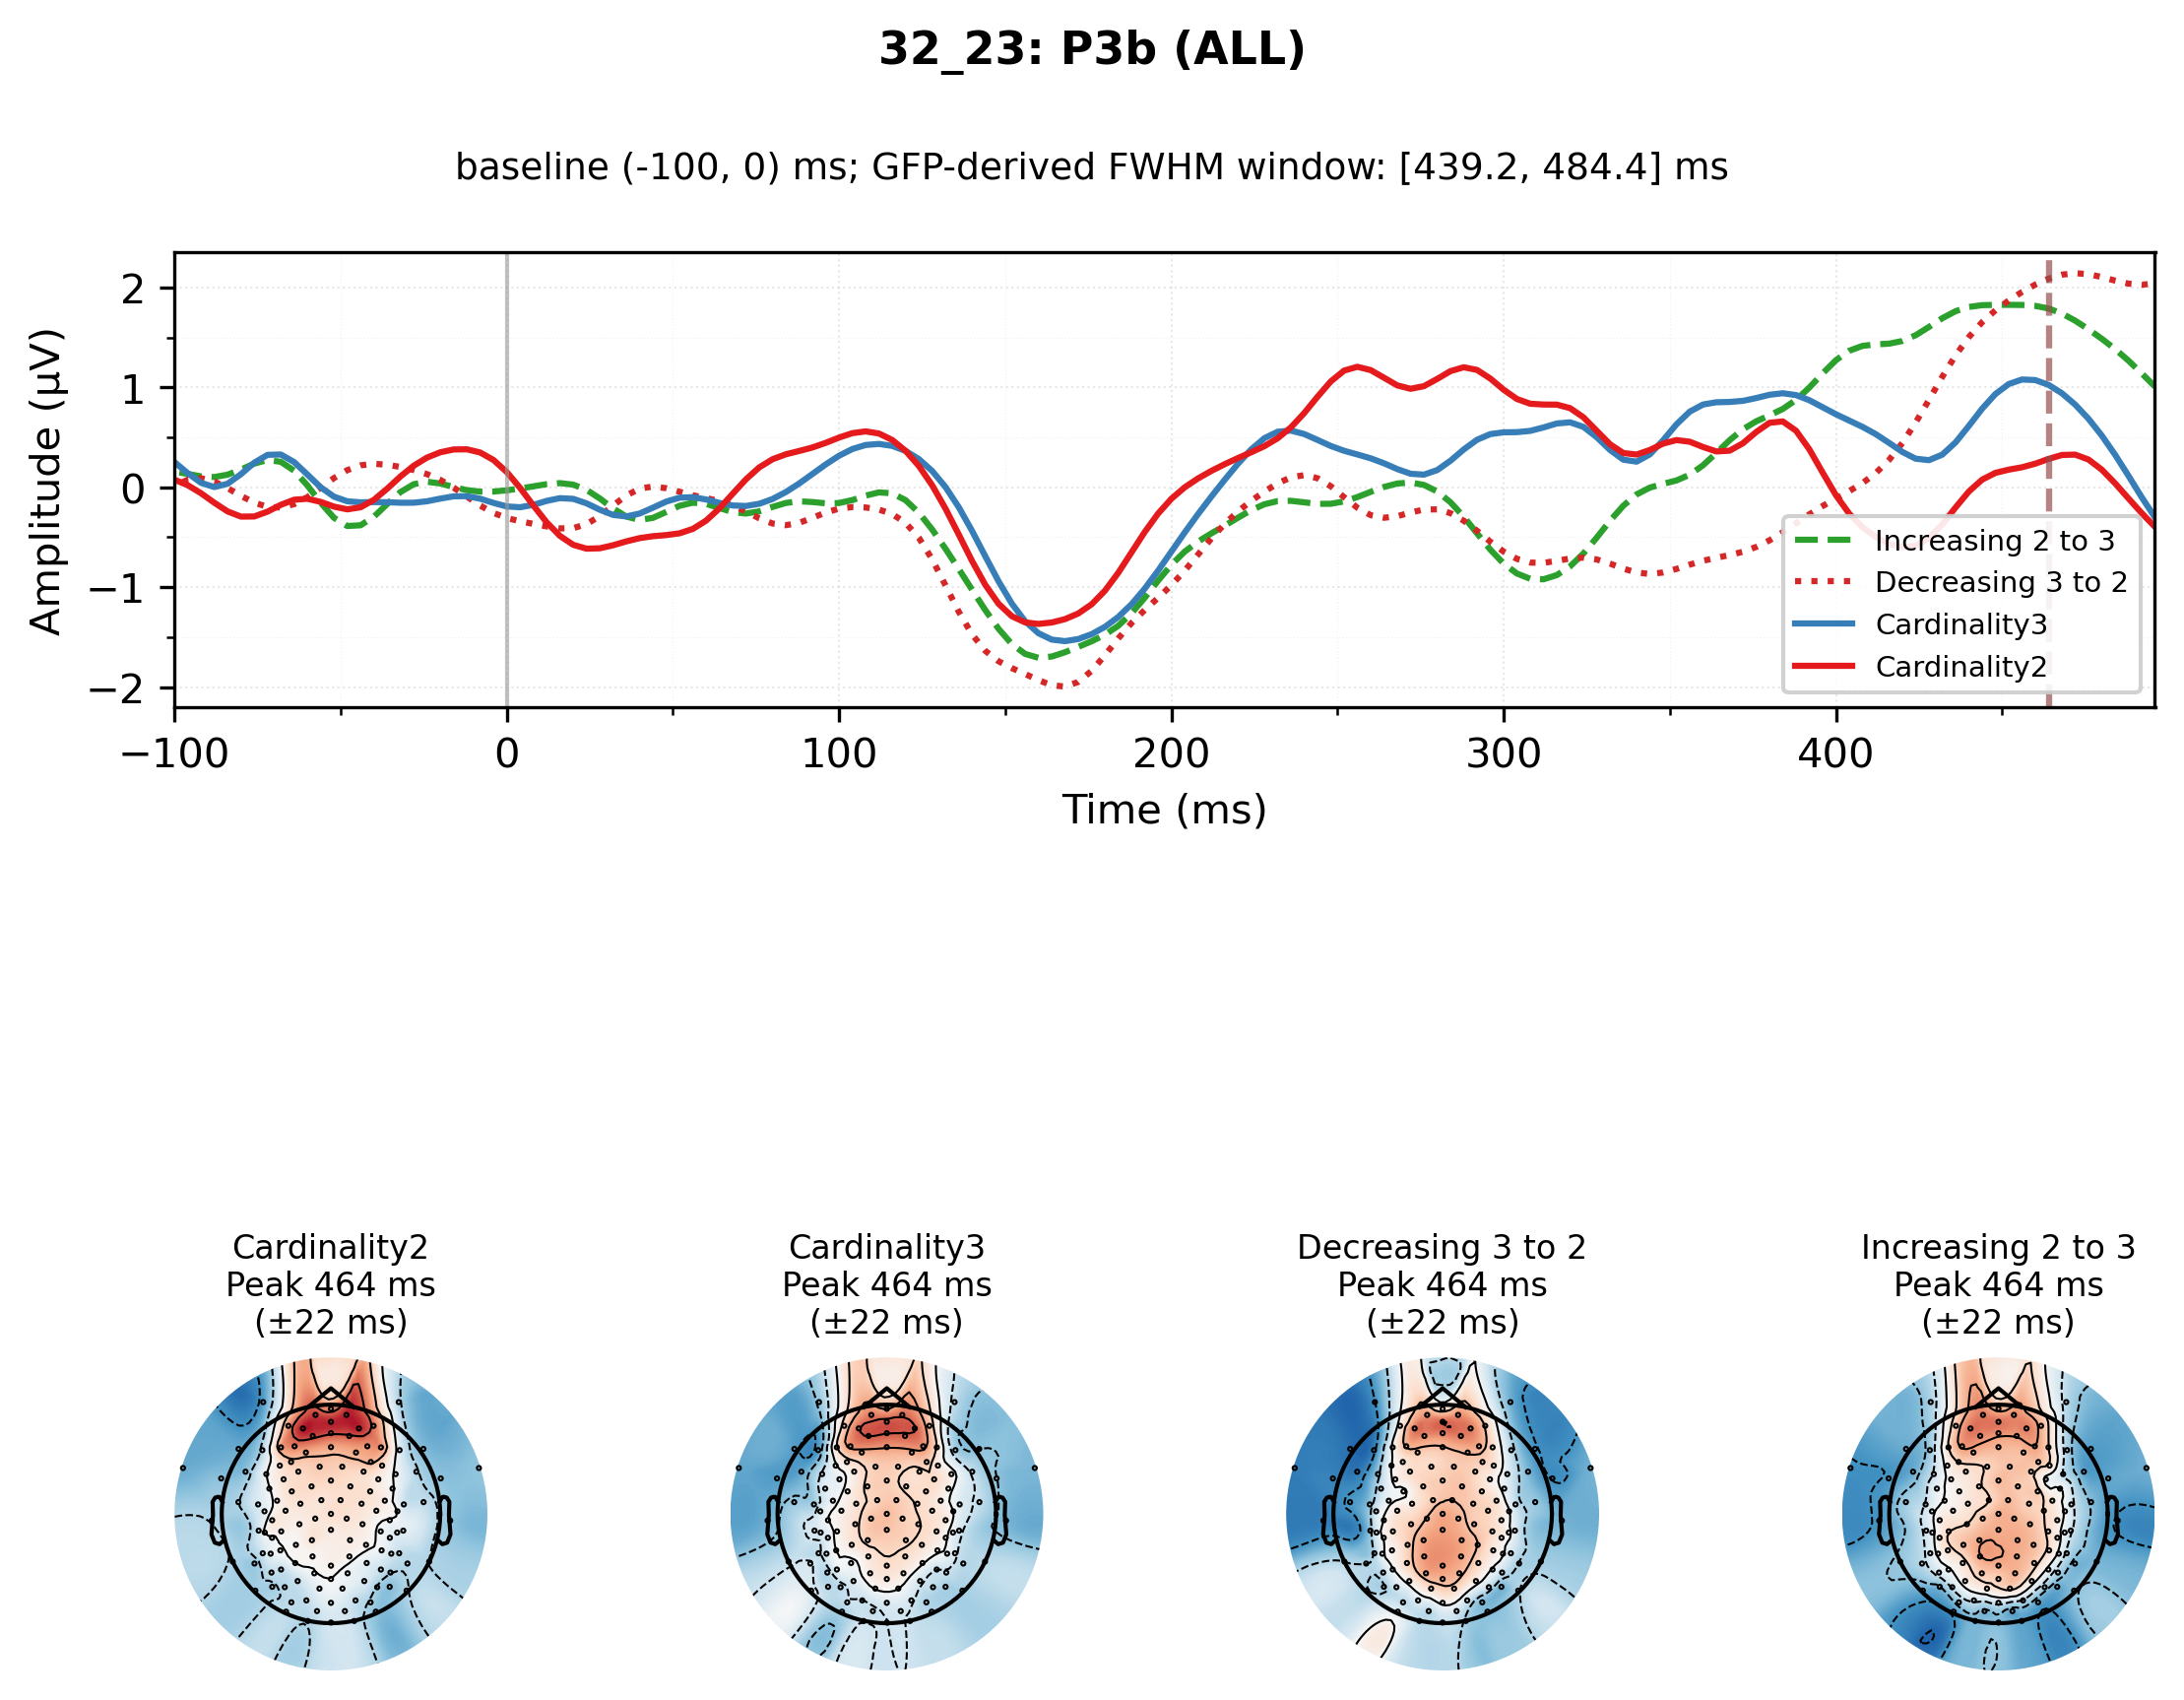 32_23: P3b (ALL)
baseline (-100, 0) ms; GFP-derived FWHM window: [439.2, 484.4] ms
Amplitude (µV)
2
1
0
−1
−2
Increasing 2 to 3
Decreasing 3 to 2
Cardinality3
Cardinality2
−100
0
100
200
300
400
Time (ms)
Cardinality2
Peak 464 ms
(±22 ms)
Cardinality3
Peak 464 ms
(±22 ms)
Decreasing 3 to 2
Peak 464 ms
(±22 ms)
Increasing 2 to 3
Peak 464 ms
(±22 ms)